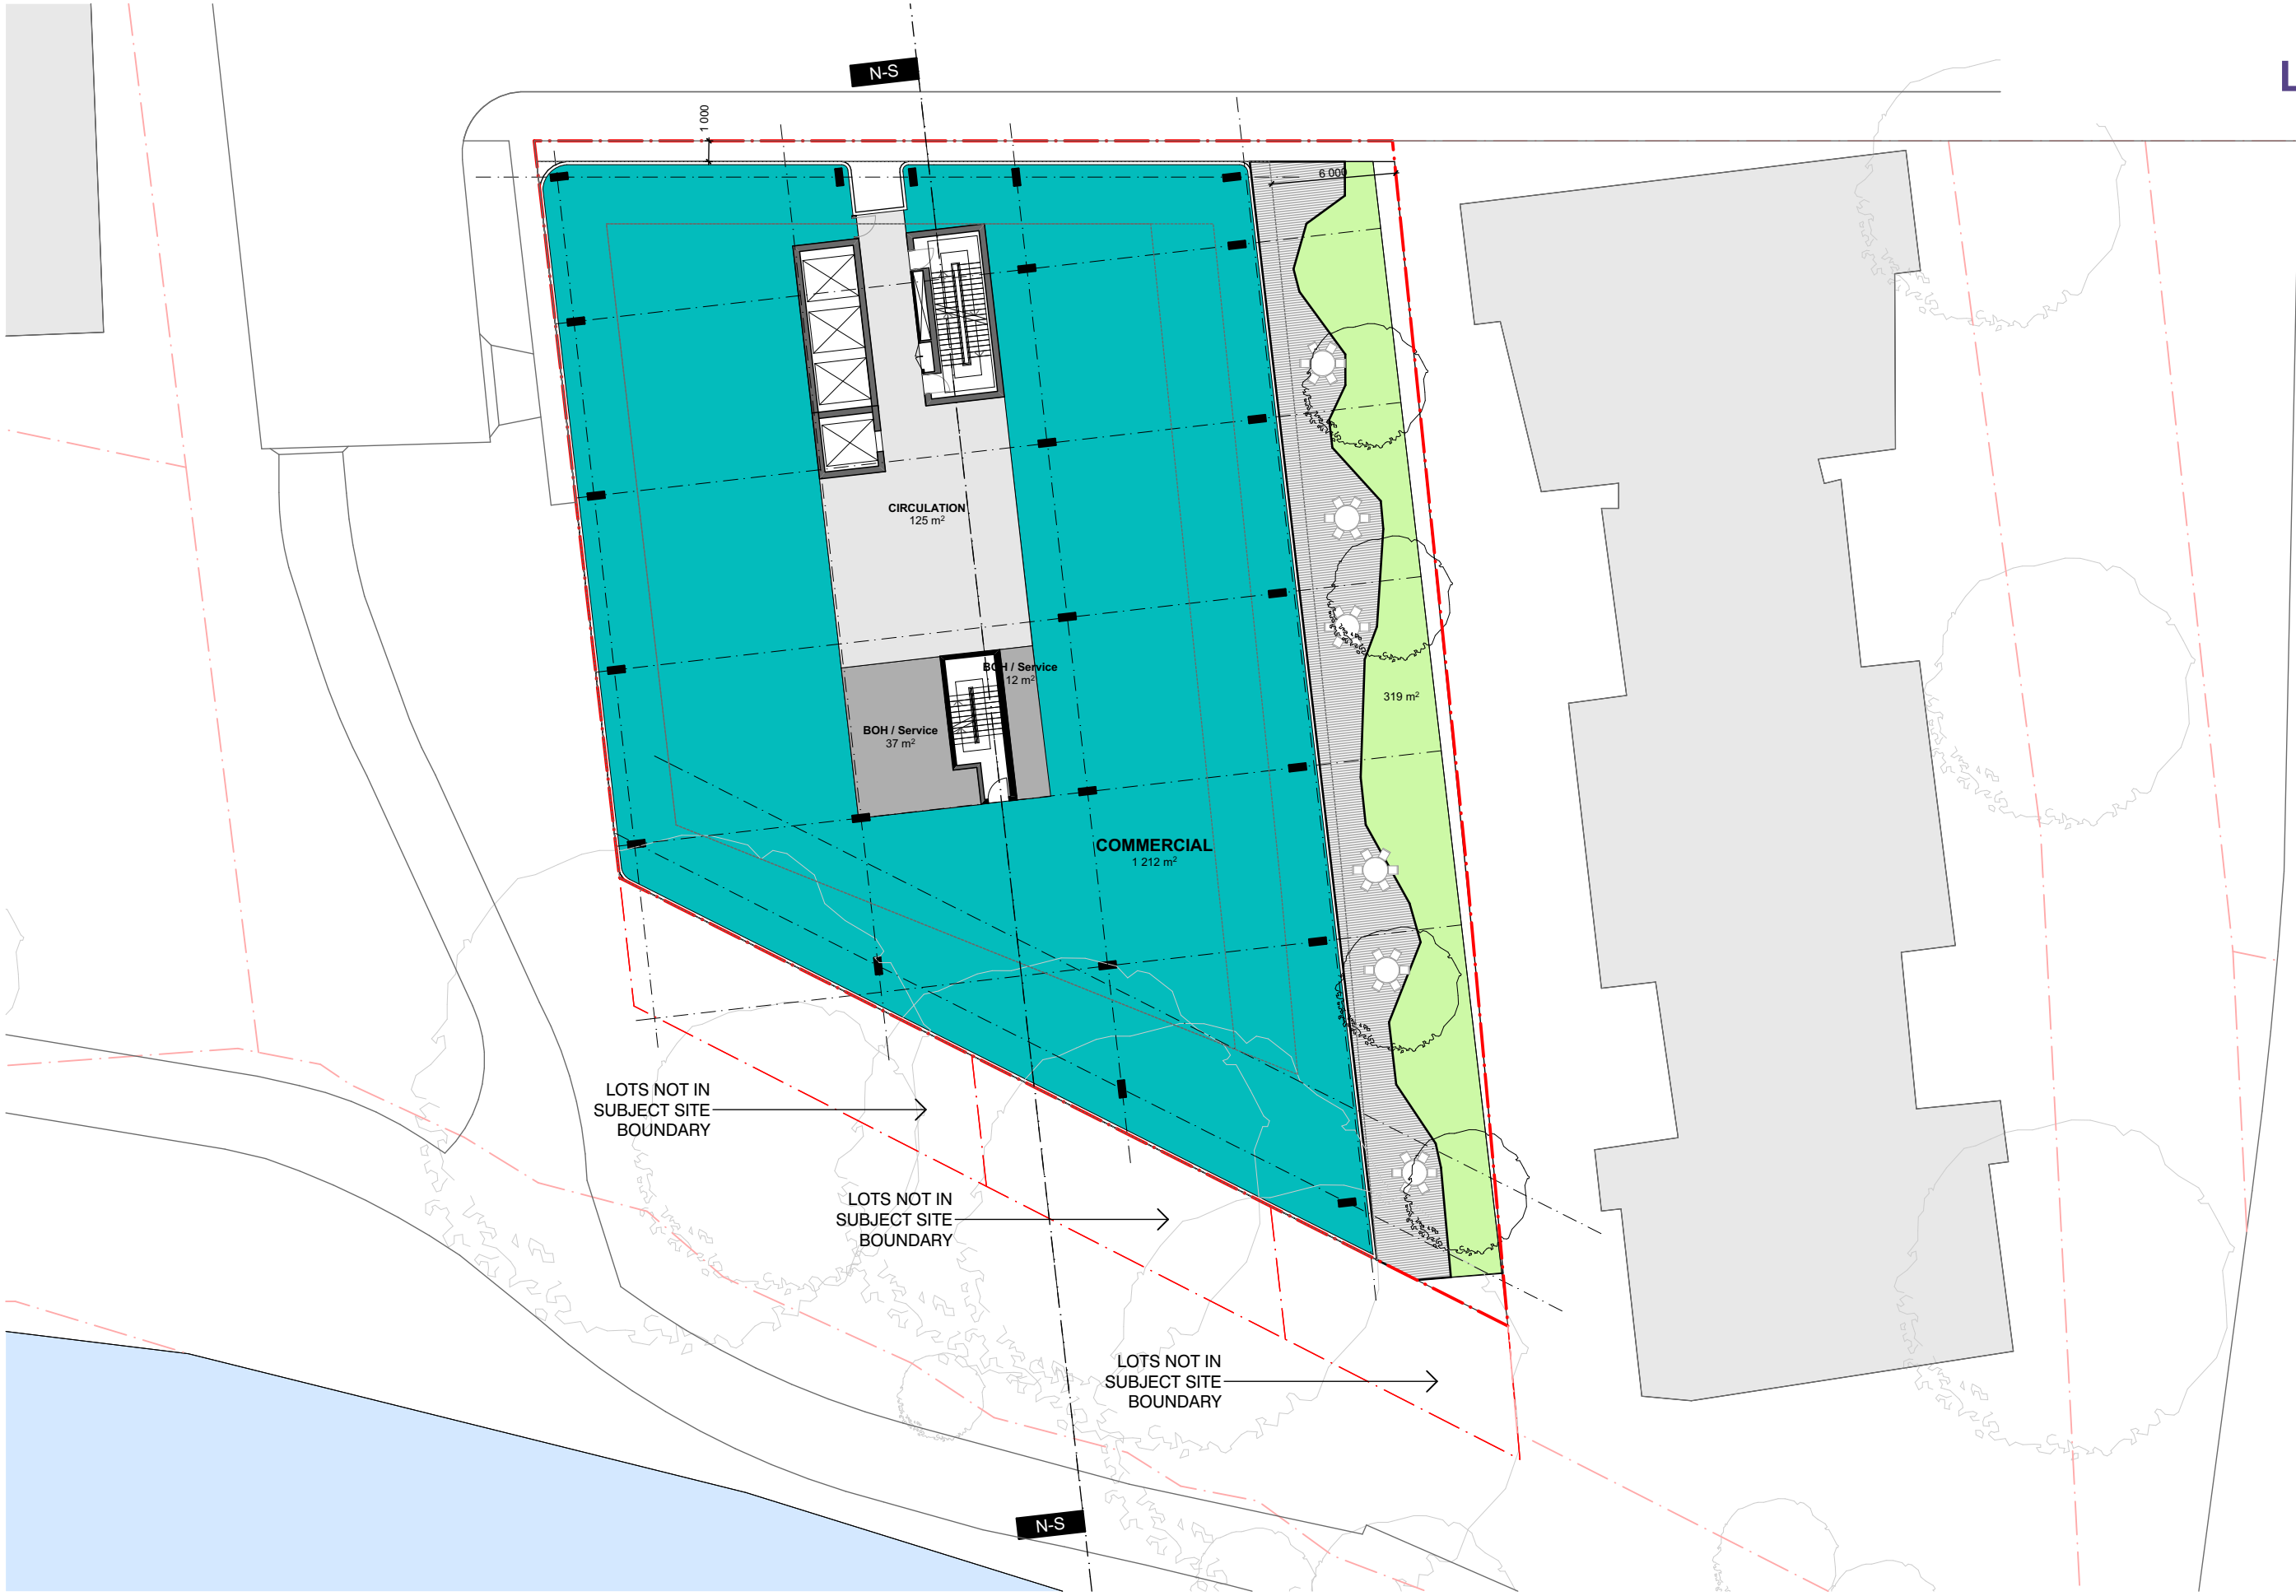 L
N-S
1 000
6 000
CIRCULATION
125 m²
BOH / Service
12 m²
319 m²
BOH / Service
37 m²
COMMERCIAL
1 212 m²
LOTS NOT IN
SUBJECT SITE
BOUNDARY
LOTS NOT IN
SUBJECT SITE
BOUNDARY
LOTS NOT IN
SUBJECT SITE
BOUNDARY
N-S